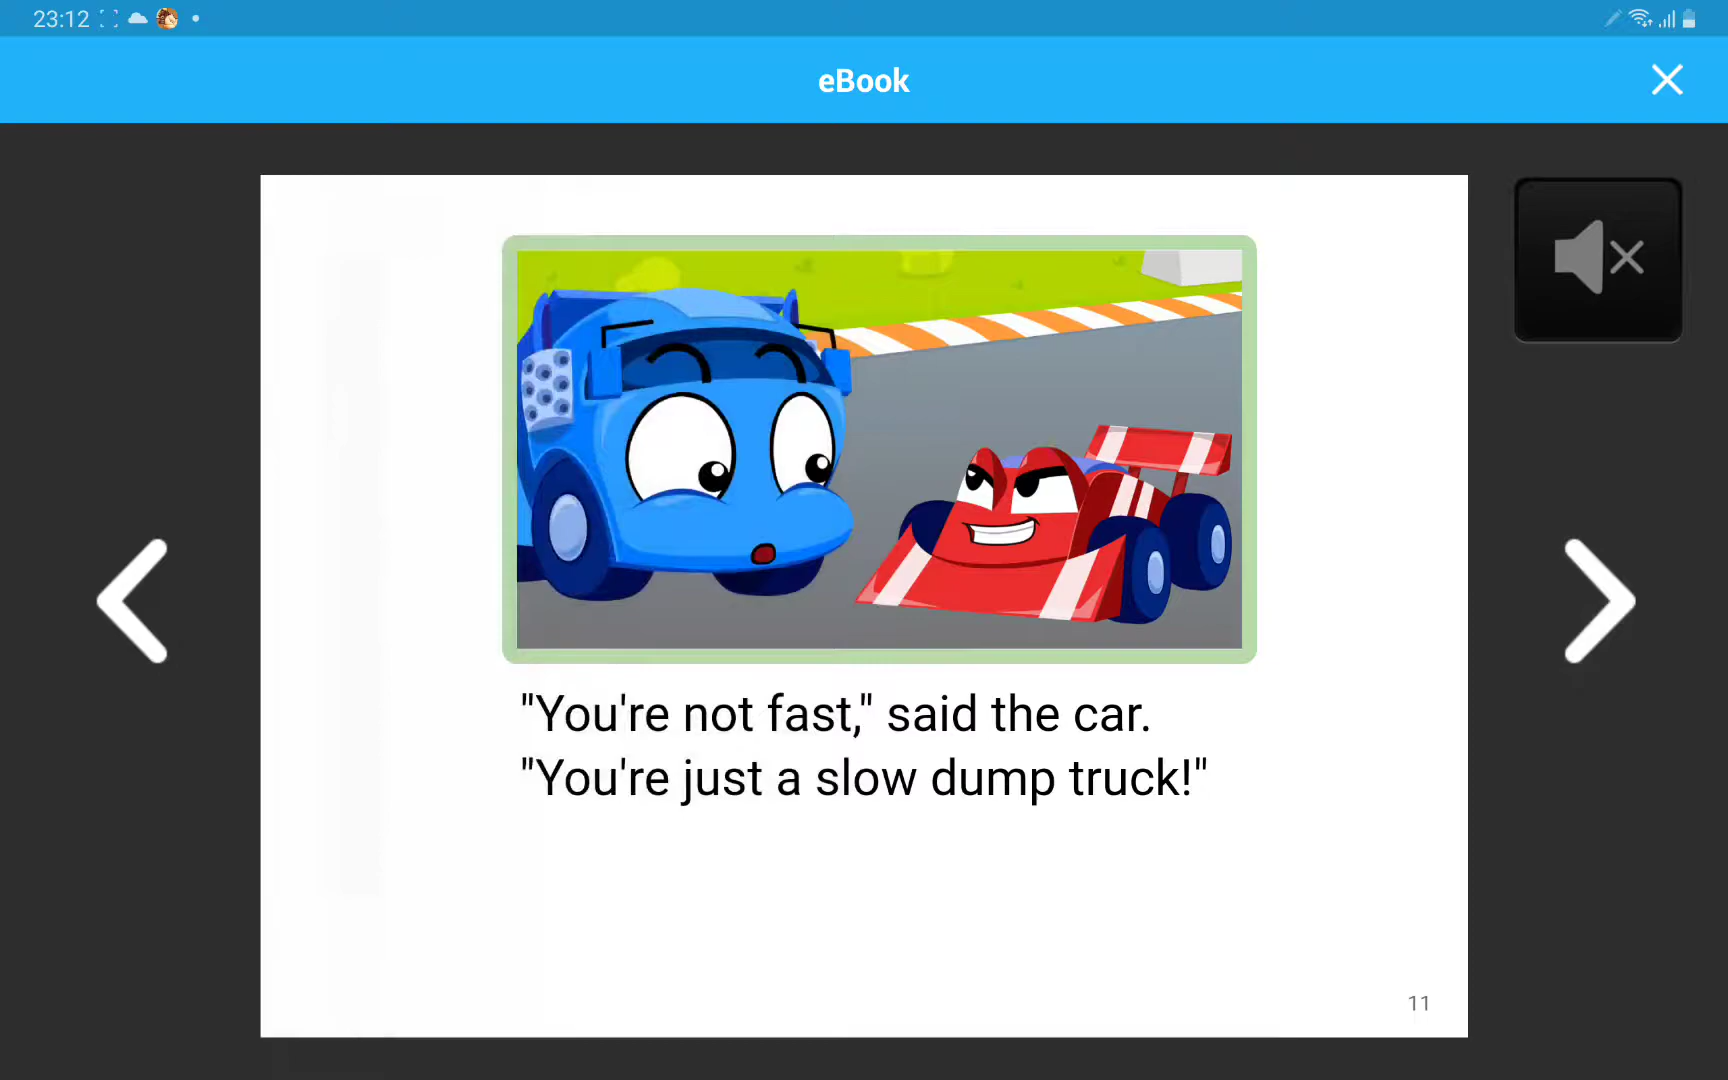 23:12
eBook
"You're not fast," said the car.
"You're just a slow dump truck!"
11